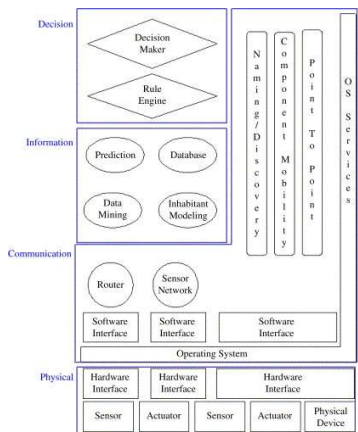 Decision
Decision
Maker
Rule
Engine
Naming/Discovery
Component Mobility
Point To Point
OS Services
Information
Prediction
Database
Data
Mining
Inhabitant
Modeling
Communication
Router
Sensor
Network
Software
Interface
Software
Interface
Software
Interface
Operating System
Physical
Hardware
Interface
Hardware
Interface
Hardware
Interface
Sensor
Actuator
Sensor
Actuator
Physical
Device